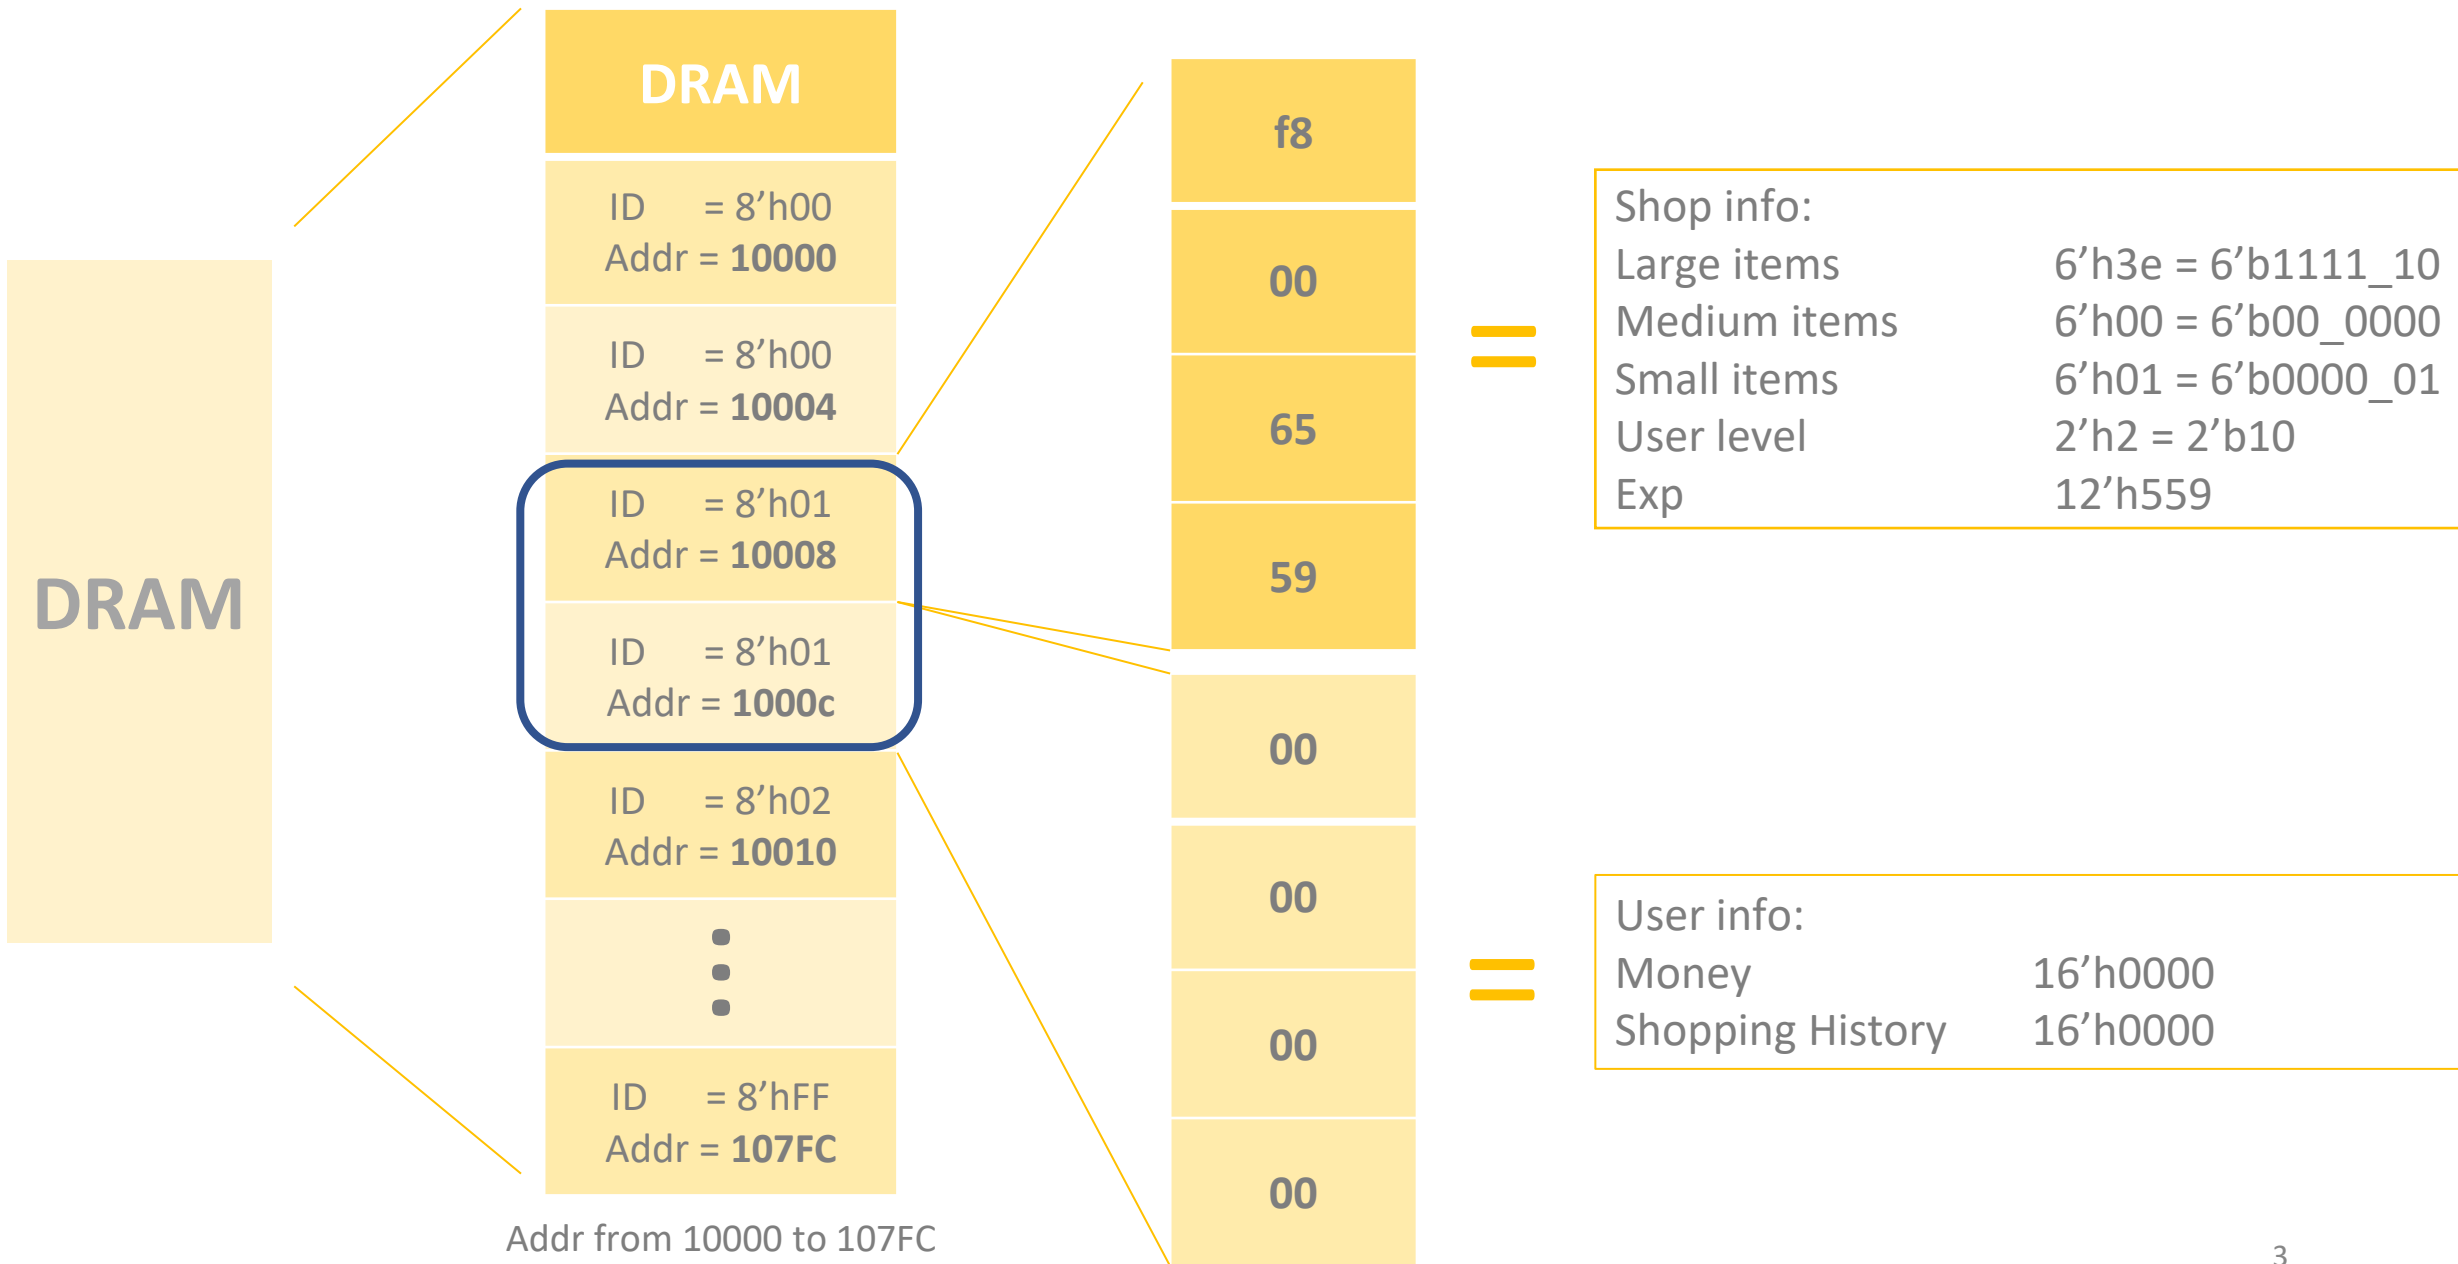 DRAM
DRAM
ID = 8’h00
Addr = 10000
ID = 8’h00
Addr = 10004
ID = 8’h01
Addr = 10008
ID = 8’h01
Addr = 1000c
ID = 8’h02
Addr = 10010
ID = 8’hFF
Addr = 107FC
Addr from 10000 to 107FC
f8
00
65
59
00
00
00
00
=
Shop info:
Large items 6’h3e = 6’b1111_10
Medium items 6’h00 = 6’b00_0000
Small items 6’h01 = 6’b0000_01
User level 2’h2 = 2’b10
Exp 12’h559
=
User info:
Money 16’h0000
Shopping History 16’h0000
3